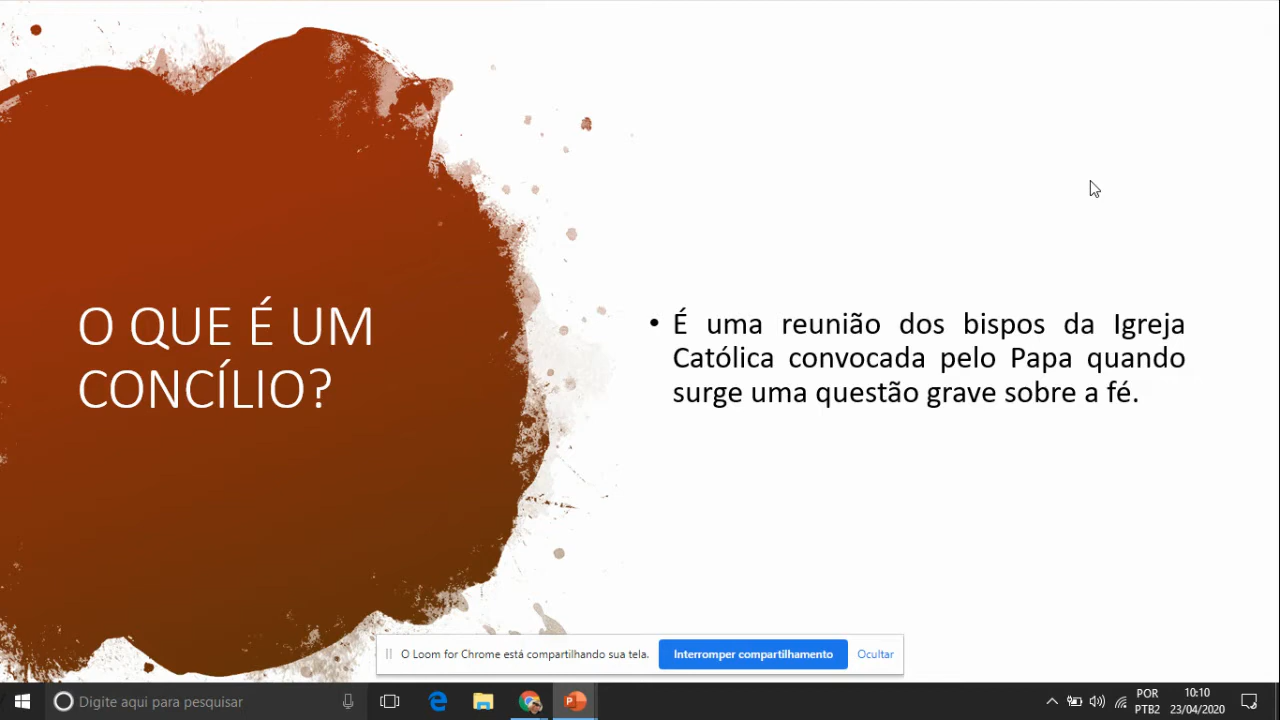 O QUE É UM
CONCÍLIO?
• É uma reunião dos bispos da Igreja
Católica convocada pelo Papa quando
surge uma questão grave sobre a fé.
O Loom for Chrome está compartilhando sua tela.
Interromper compartilhamento
Ocultar
Digite aqui para pesquisar
POR
PTB2
10:10
23/04/2020